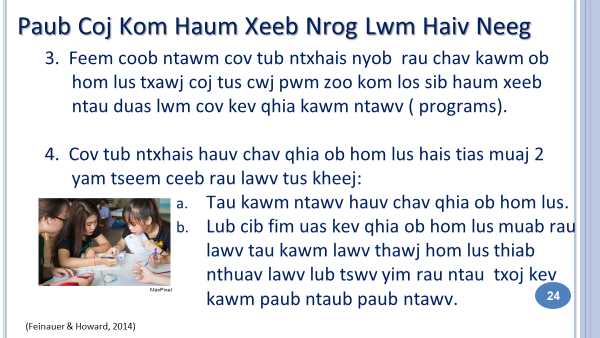 Paub Coj Kom Haum Xeeb Nrog Lwm Haiv Neeg
3. Feem coob ntawm cov tub ntxhais nyob rau chav kawm ob
hom lus txawj coj tus cwj pwm zoo kom los sib haum xeeb
ntau duas lwm cov kev qhia kawm ntawv ( programs).
4. Cov tub ntxhais hauv chav qhia ob hom lus hais tias muaj 2
yam tseem ceeb rau lawv tus kheej:
a. Tau kawm ntawv hauv chav qhia ob hom lus.
b. Lub cib fim uas kev qhia ob hom lus muab rau
lawv tau kawm lawv thawj hom lus thiab
nthuav lawv lub tswv yim rau ntau txoj kev
kawm paub ntaub paub ntawv.
MaxPixel
24
(Feinauer & Howard, 2014)